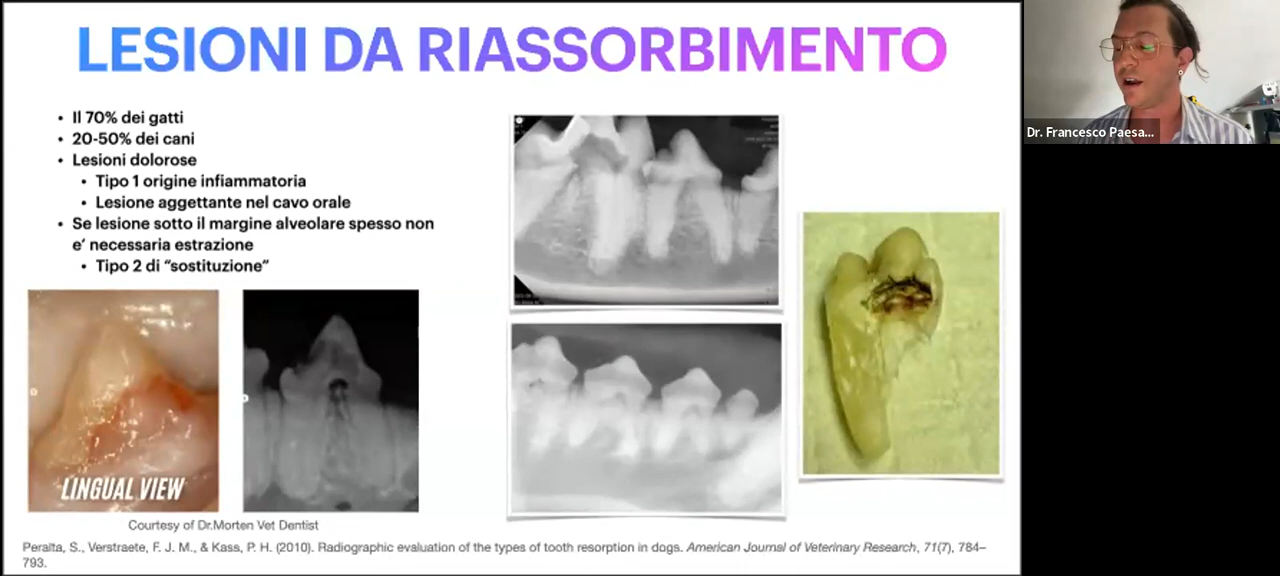 LESIONI DA RIASSORBIMENTO
• Il 70% dei gatti
• 20-50% dei cani
• Lesioni dolorose
• Tipo 1 origine infiammatoria
• Lesione aggettante nel cavo orale
• Se lesione sotto il margine alveolare spesso non
e' necessaria estrazione
• Tipo 2 di “sostituzione”
LINGUAL VIEW
Courtesy of Dr.Morten Vet Dentist
Peralta, S., Verstraete, F. J. M., & Kass, P. H. (2010). Radiographic evaluation of the types of tooth resorption in dogs. American Journal of Veterinary Research, 71(7), 784–
793.
Dr. Francesco Paesa...